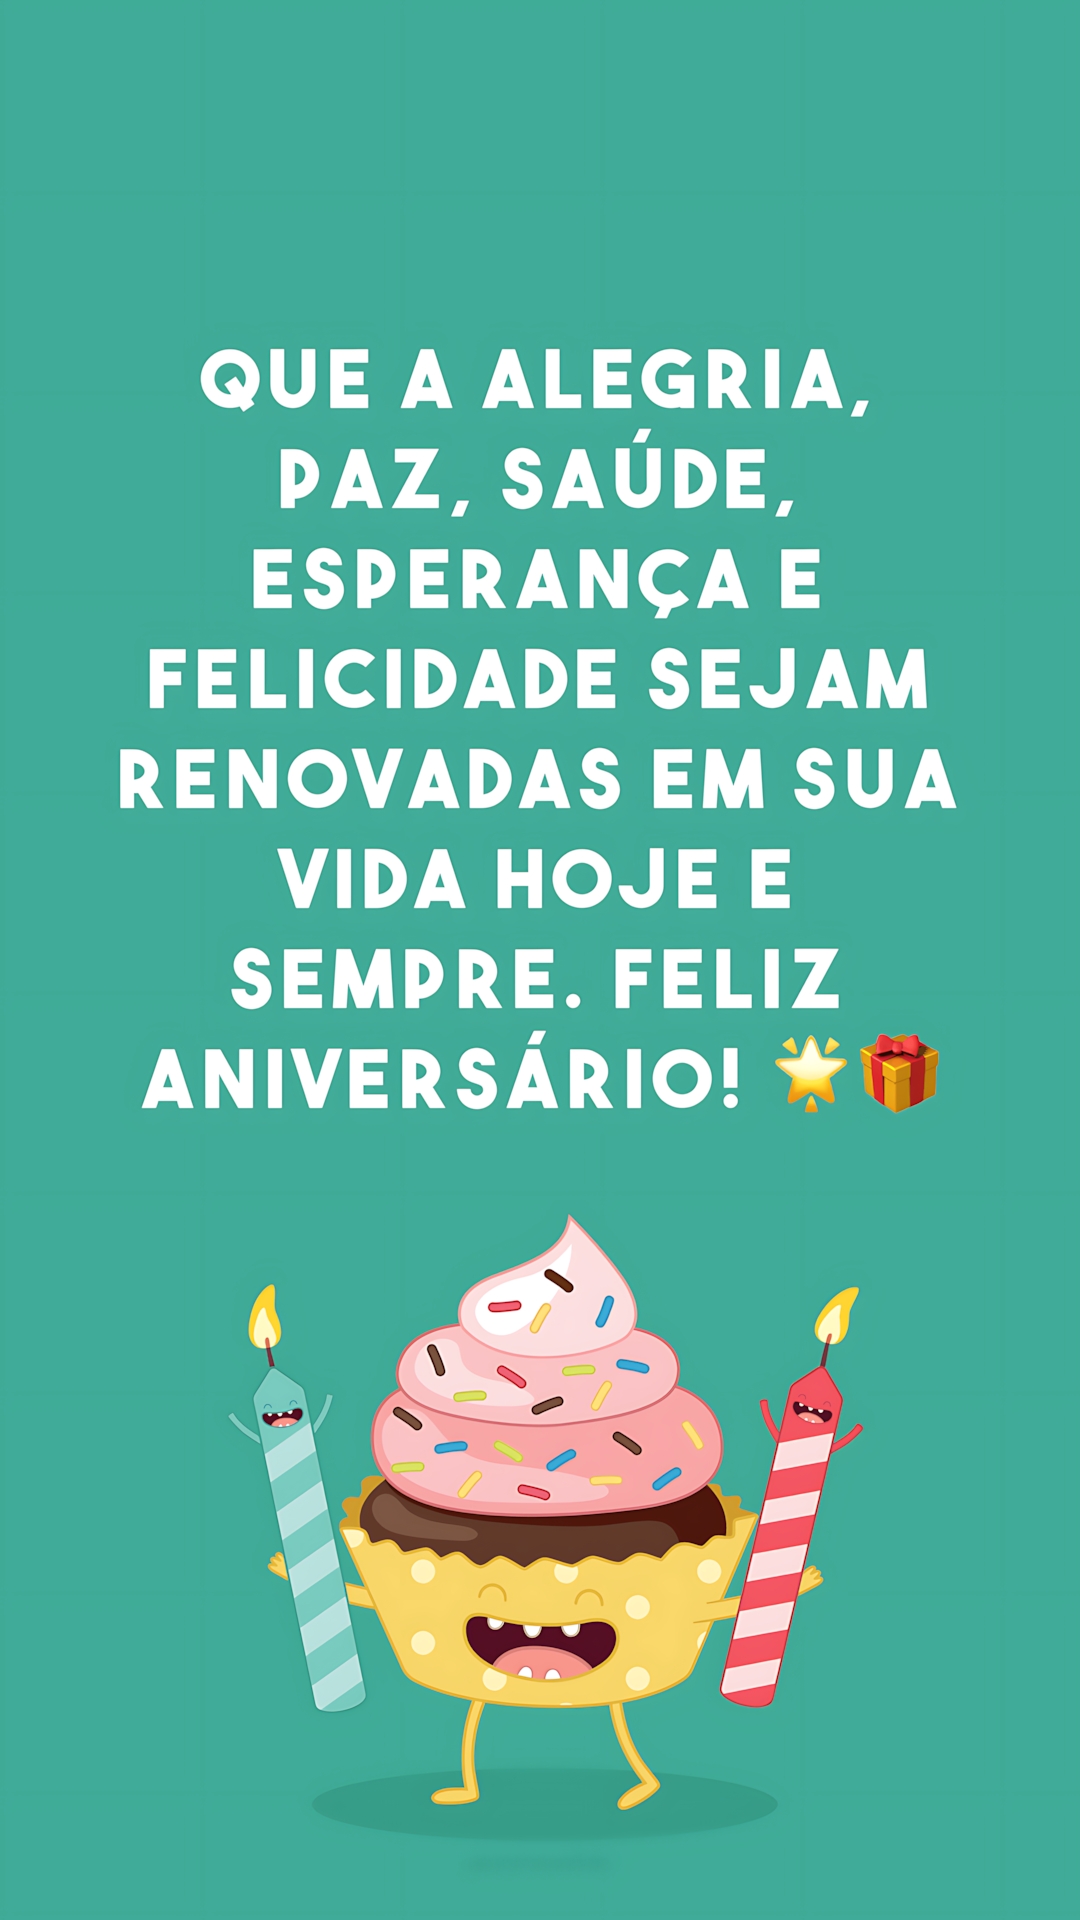 QUE A ALEGRIA,
PAZ, SAÚDE,
ESPERANÇA E
FELICIDADE SEJAM
RENOVADAS EM SUA
VIDA HOJE E
SEMPRE. FELIZ
ANIVERSÁRIO! 🌟🎁